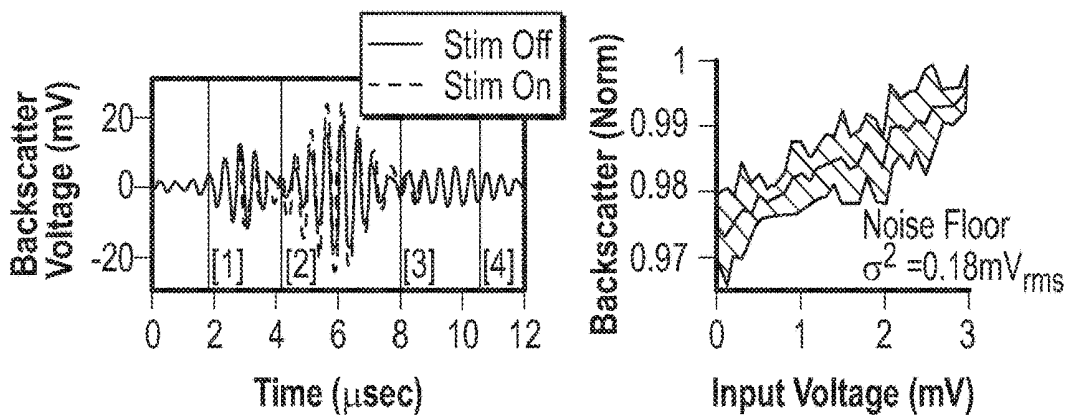 Stim Off
Stim On
Backscatter
Voltage (mV)
20
0
-20
[1]
[2]
[3]
[4]
0 2 4 6 8 10 12
Time (μsec)
Backscatter (Norm)
1
0.99
0.98
0.97
Noise Floor
σ² =0.18mVrms
0 1 2 3
Input Voltage (mV)